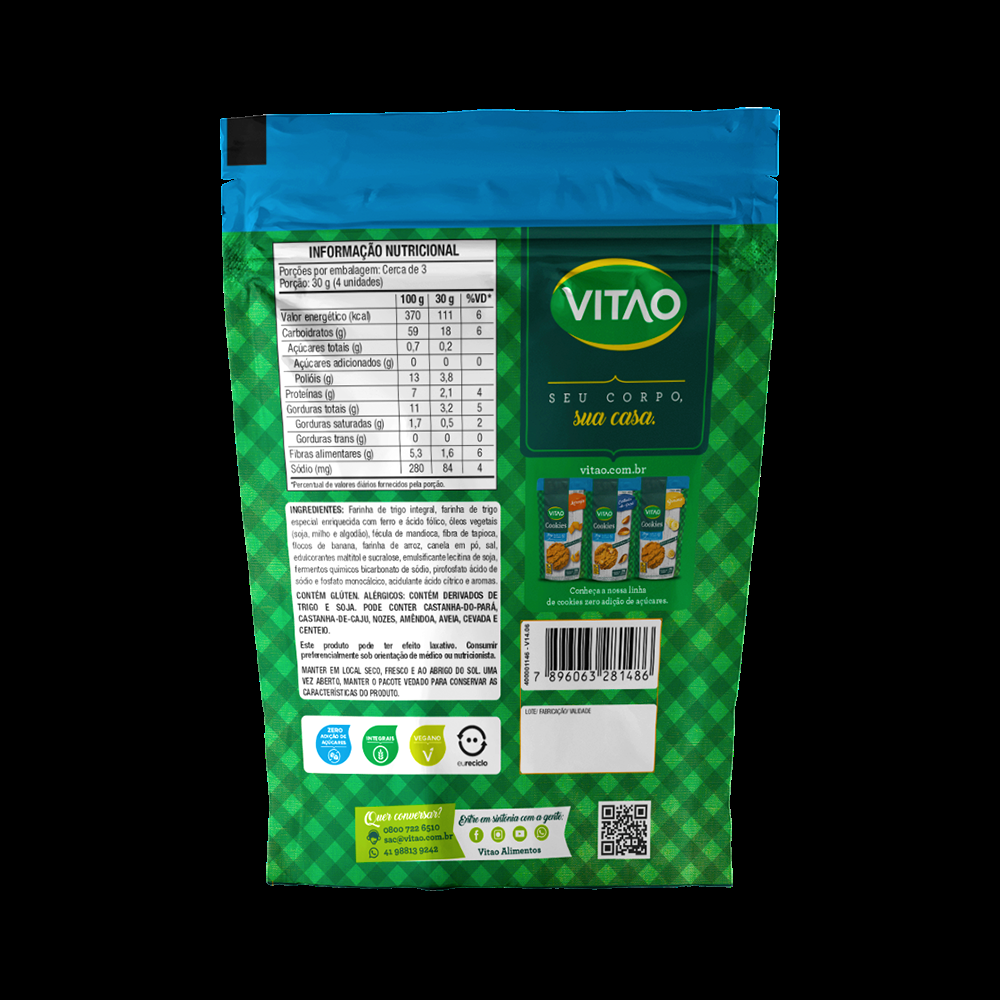 INFORMAÇÃO NUTRICIONAL
Porções por embalagem: Cerca de 3
Porção: 30 g (4 unidades)
100 g 30 g %VD*
Valor energético (kcal) 370 111 6
Carboidratos (g) 59 18 6
Açúcares totais (g) 0,7 0,2
Açúcares adicionados (g) 0 0 0
Polióis (g) 13 3,8
Proteínas (g) 7 2,1 4
Gorduras totais (g) 11 3,2 5
Gorduras saturadas (g) 1,7 0,5 2
Gorduras trans (g) 0 0 0
Fibras alimentares (g) 5,3 1,6 6
Sódio (mg) 280 84 4
*Percentual de valores diários fornecidos pela porção.
INGREDIENTES: Farinha de trigo integral, farinha de trigo
especial enriquecida com ferro e ácido fólico, óleos vegetais
(soja, milho e algodão), fécula de mandioca, fibra de tapioca,
flocos de banana, farinha de arroz, canela em pó, sal,
edulcorantes maltitol e sucralose, emulsificante lecitina de soja,
fermentos químicos bicarbonato de sódio, pirofosfato ácido de
sódio e fosfato monocálcico, acidulante ácido cítrico e aromas.
CONTÉM GLÚTEN. ALÉRGICOS: CONTÉM DERIVADOS DE
TRIGO E SOJA. PODE CONTER CASTANHA-DO-PARÁ,
CASTANHA-DE-CAJU, NOZES, AMÊNDOA, AVEIA, CEVADA E
CENTEIO.
Este produto pode ter efeito laxativo. Consumir
preferencialmente sob orientação de médico ou nutricionista.
MANTER EM LOCAL SECO, FRESCO E AO ABRIGO DO SOL. UMA
VEZ ABERTO, MANTER O PACOTE VEDADO PARA CONSERVAR AS
CARACTERÍSTICAS DO PRODUTO.
ZERO
ADIÇÃO DE
AÇÚCARES
INTEGRAIS
VEGANO
eureciclo
VITAO
SEU CORPO,
sua casa.
vitao.com.br
VITAO
Cookies
VITAO
Cookies
VITAO
Cookies
Conheça a nossa linha
de cookies zero adição de açúcares.
400001146 - V14.06
7 896063 281486
LOTE/ FABRICAÇÃO/ VALIDADE
Quer conversar?
0800 722 6510
sac@vitao.com.br
41 98813 9242
Entre em sintonia com a gente:
Vitao Alimentos